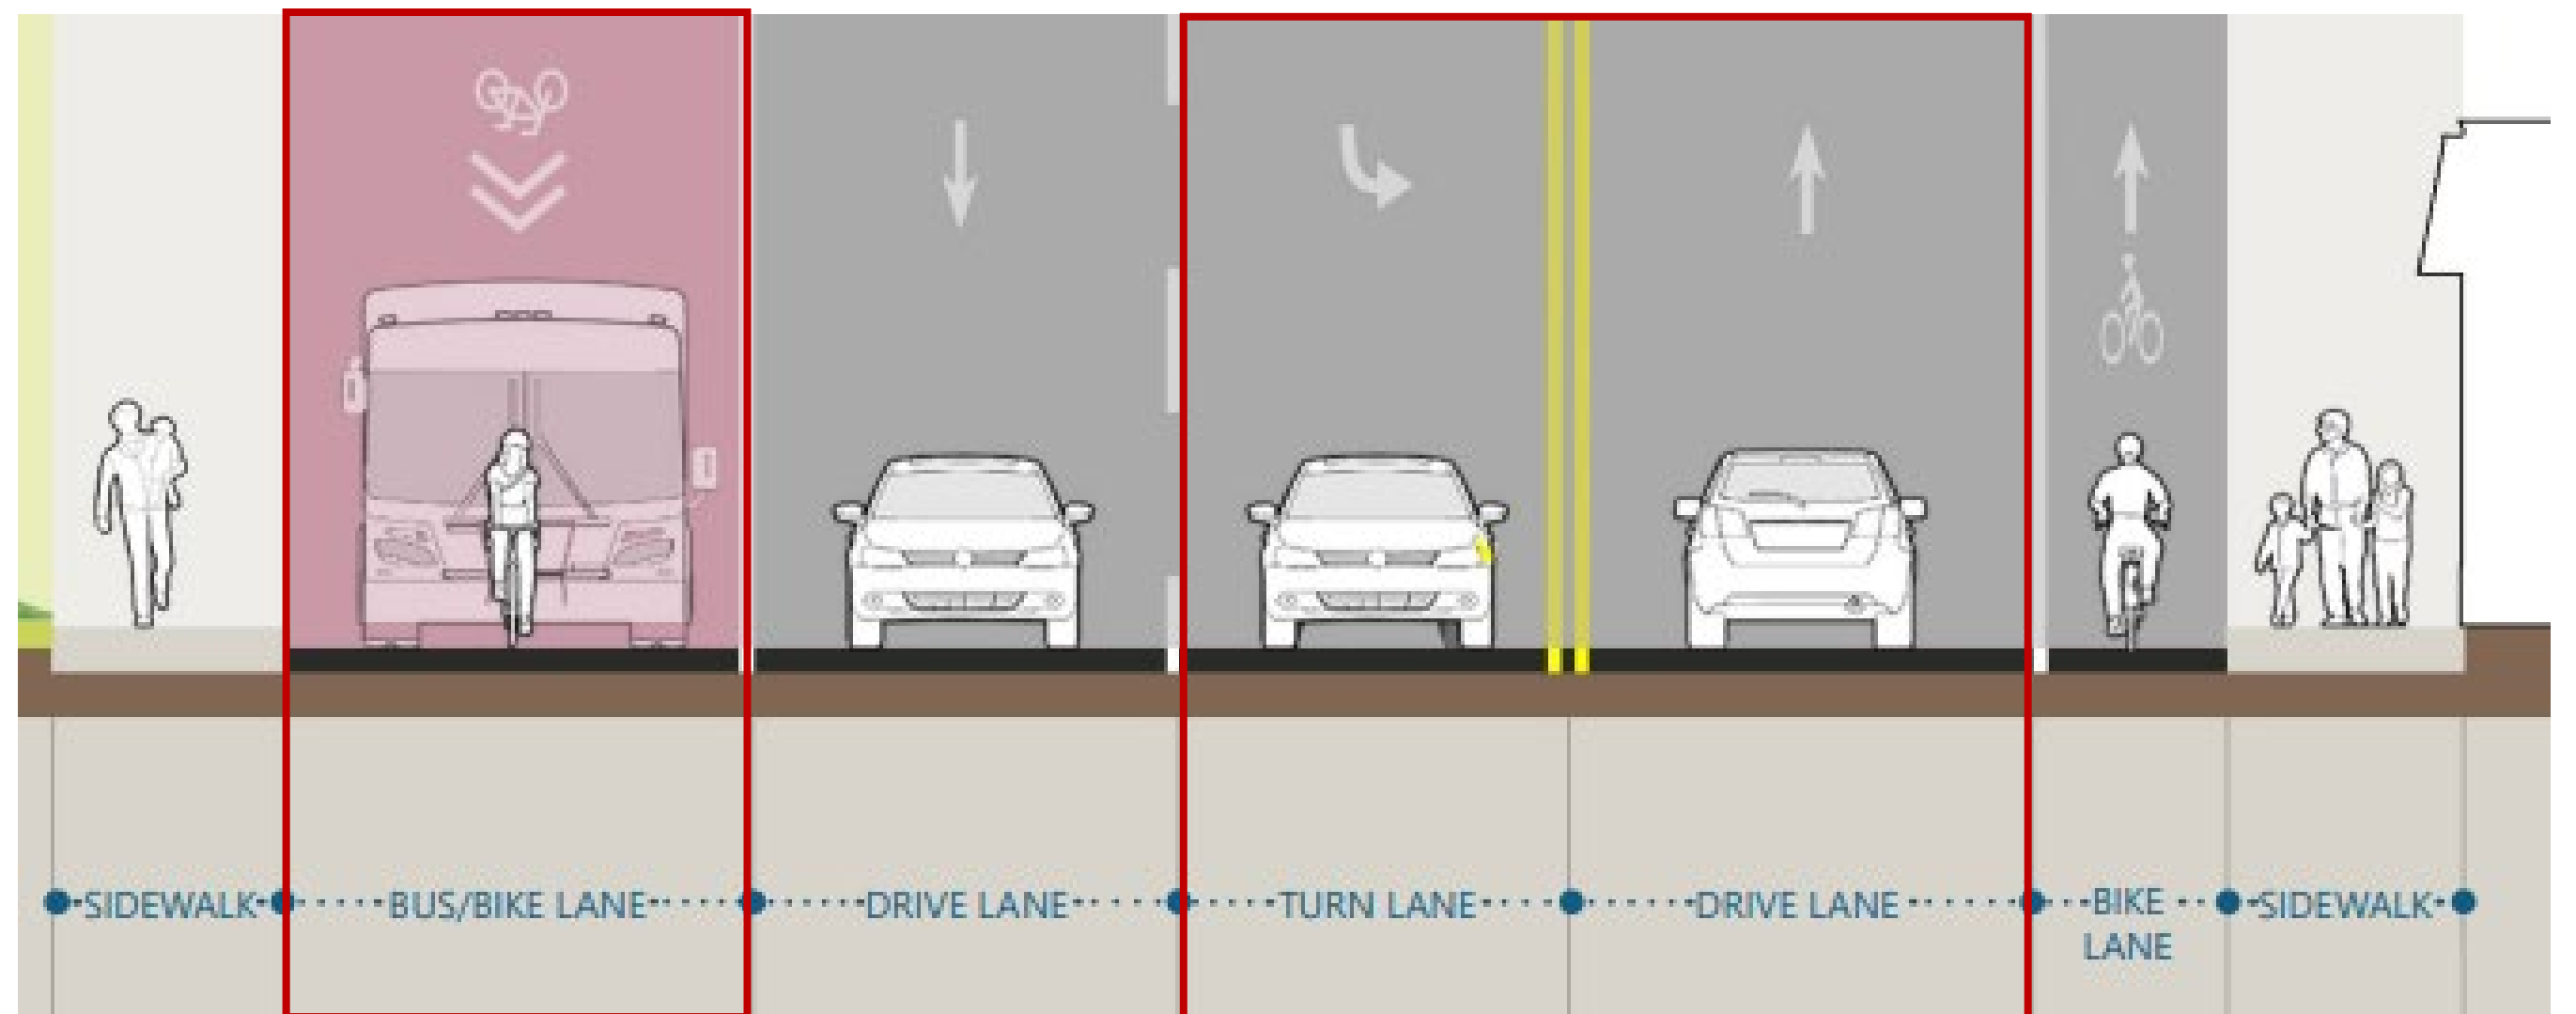 SIDEWALK
BUS/BIKE LANE
DRIVE LANE
TURN LANE
DRIVE LANE
BIKE
LANE
SIDEWALK